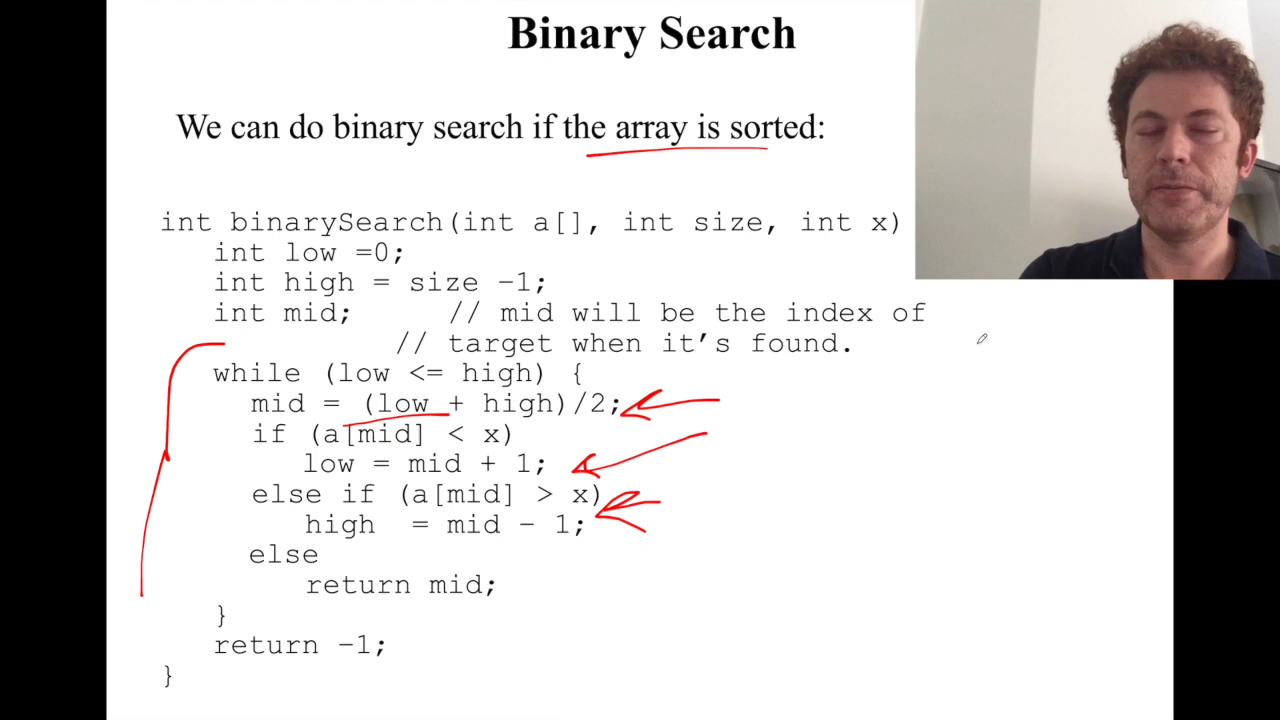 Binary Search
We can do binary search if the array is sorted:
int binarySearch(int a[], int size, int x)
int low =0;
int high = size –1;
int mid; // mid will be the index of
// target when it’s found.
while (low <= high) {
mid = (low + high)/2;
if (a[mid] < x)
low = mid + 1;
else if (a[mid] > x)
high = mid – 1;
else
return mid;
}
return –1;
}